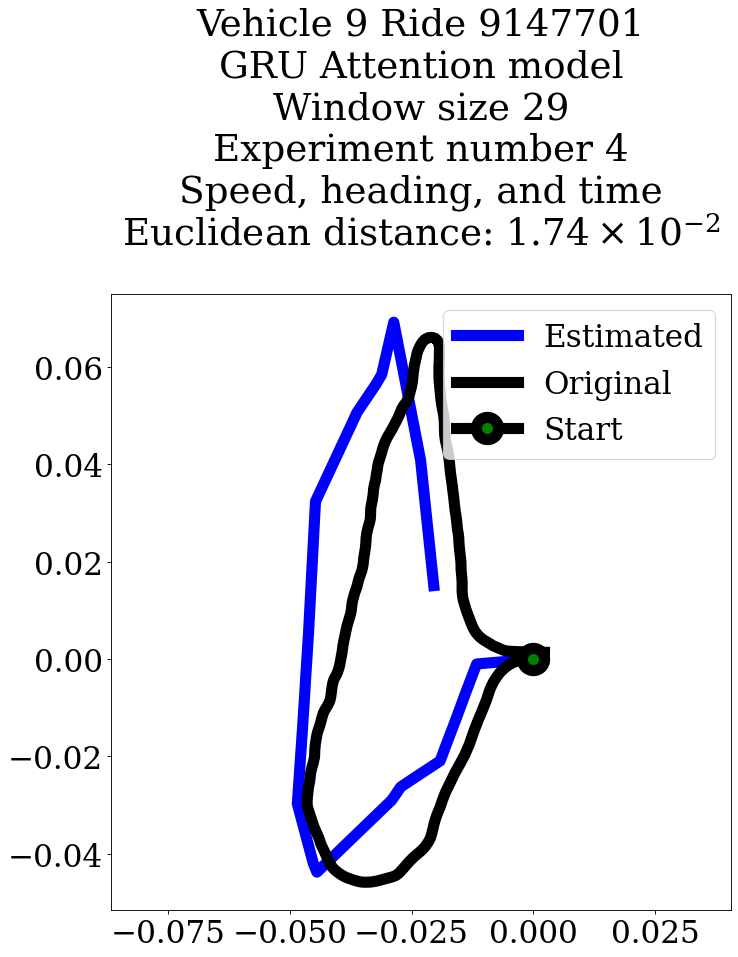 Vehicle 9 Ride 9147701
GRU Attention model
Window size 29
Experiment number 4
Speed, heading, and time
Euclidean distance: 1.74 × 10⁻²
Estimated
Original
Start
0.06
0.04
0.02
0.00
−0.02
−0.04
−0.075 −0.050 −0.025 0.000 0.025